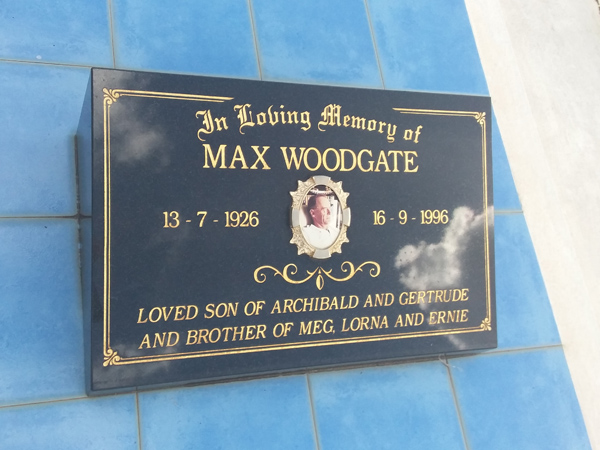 In Loving Memory of
MAX WOODGATE
13 - 7 - 1926 16 - 9 - 1996
LOVED SON OF ARCHIBALD AND GERTRUDE
AND BROTHER OF MEG, LORNA AND ERNIE